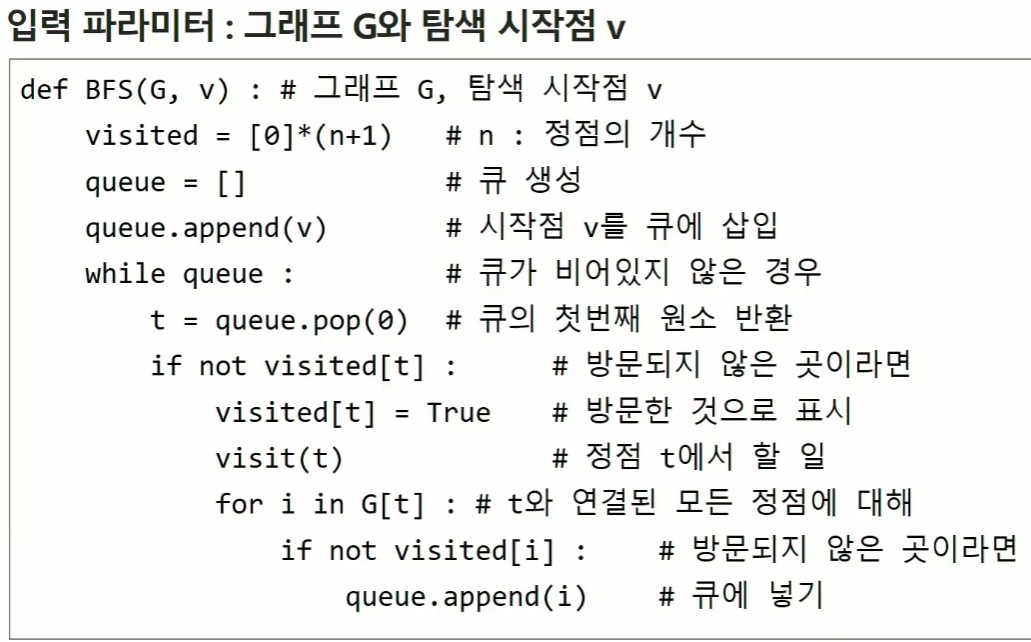 입력 파라미터 : 그래프 G와 탐색 시작점 v
def BFS(G, v) : # 그래프 G, 탐색 시작점 v
    visited = [0]*(n+1)   # n : 정점의 개수
    queue = []            # 큐 생성
    queue.append(v)       # 시작점 v를 큐에 삽입
    while queue :         # 큐가 비어있지 않은 경우
        t = queue.pop(0)  # 큐의 첫번째 원소 반환
        if not visited[t] :      # 방문되지 않은 곳이라면
            visited[t] = True    # 방문한 것으로 표시
            visit(t)             # 정점 t에서 할 일
            for i in G[t] : # t와 연결된 모든 정점에 대해
                if not visited[i] :    # 방문되지 않은 곳이라면
                    queue.append(i)    # 큐에 넣기